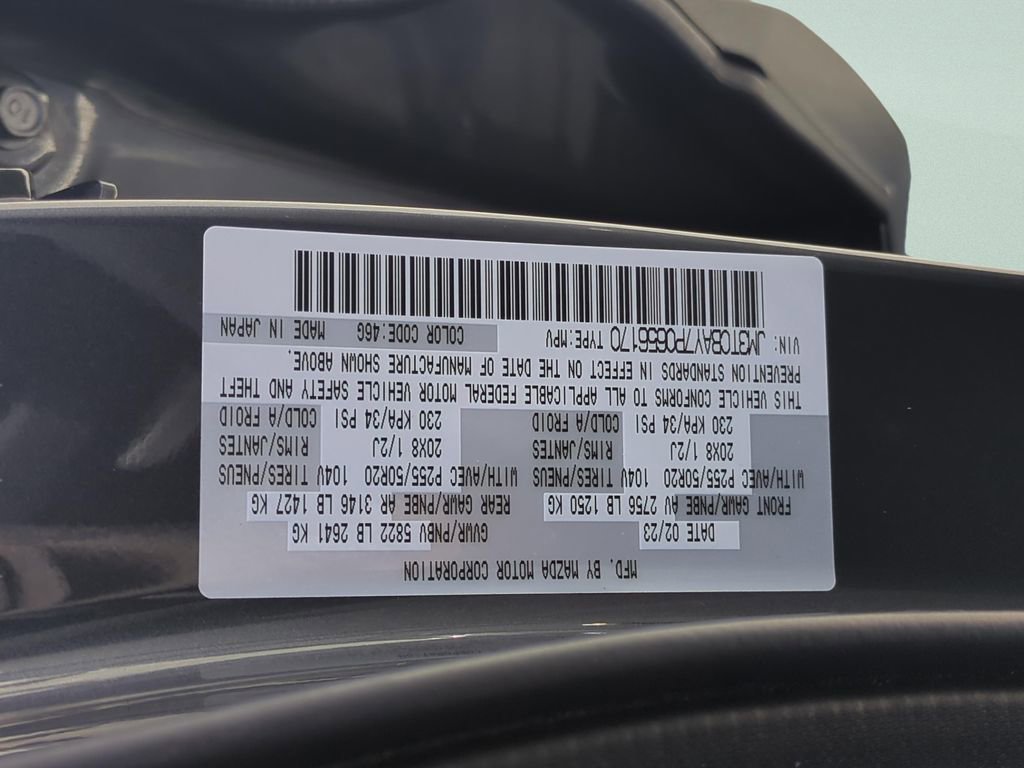 MFD. BY MAZDA MOTOR CORPORATION
DATE 02/23 GVWR/PNBV 5822 LB 2641 KG
FRONT GAWR/PNBE AV 2756 LB 1250 KG REAR GAWR/PNBE AR 3146 LB 1427 KG
WITH/AVEC P255/50R20 104V TIRES/PNEUS WITH/AVEC P255/50R20 104V TIRES/PNEUS
20X8 1/2J RIMS/JANTES 20X8 1/2J RIMS/JANTES
230 KPA/34 PSI COLD/A FROID 230 KPA/34 PSI COLD/A FROID
THIS VEHICLE CONFORMS TO ALL APPLICABLE FEDERAL MOTOR VEHICLE SAFETY AND THEFT
PREVENTION STANDARDS IN EFFECT ON THE DATE OF MANUFACTURE SHOWN ABOVE.
VIN: JM3TCBAY7P0656170 TYPE:MPV COLOR CODE:46G MADE IN JAPAN